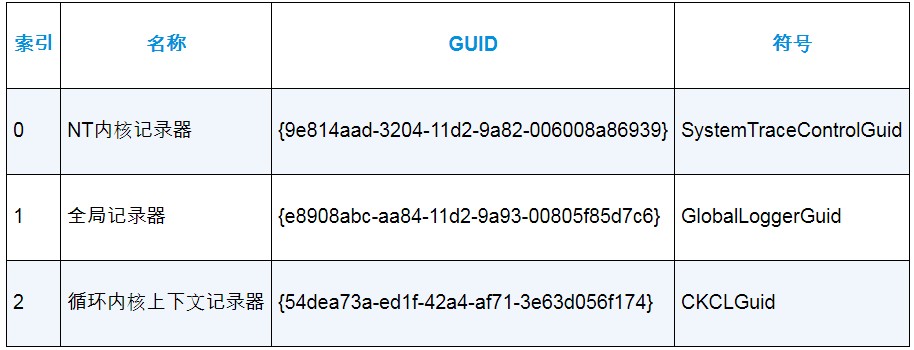 索引 名称 GUID 符号
0 NT内核记录器 {9e814aad-3204-11d2-9a82-006008a86939} SystemTraceControlGuid
1 全局记录器 {e8908abc-aa84-11d2-9a93-00805f85d7c6} GlobalLoggerGuid
2 循环内核上下文记录器 {54dea73a-ed1f-42a4-af71-3e63d056f174} CKCLGuid